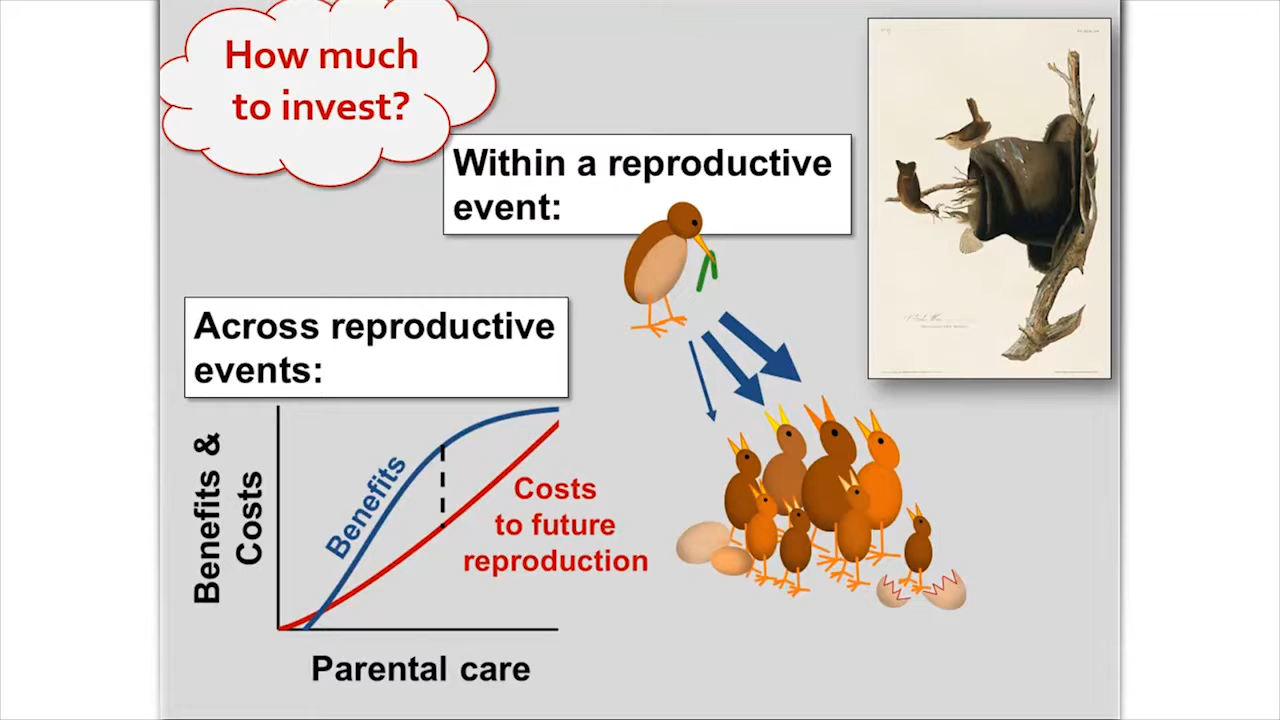 How much
to invest?
Within a reproductive
event:
Across reproductive
events:
Benefits &
Costs
Benefits
Costs
to future
reproduction
Parental care